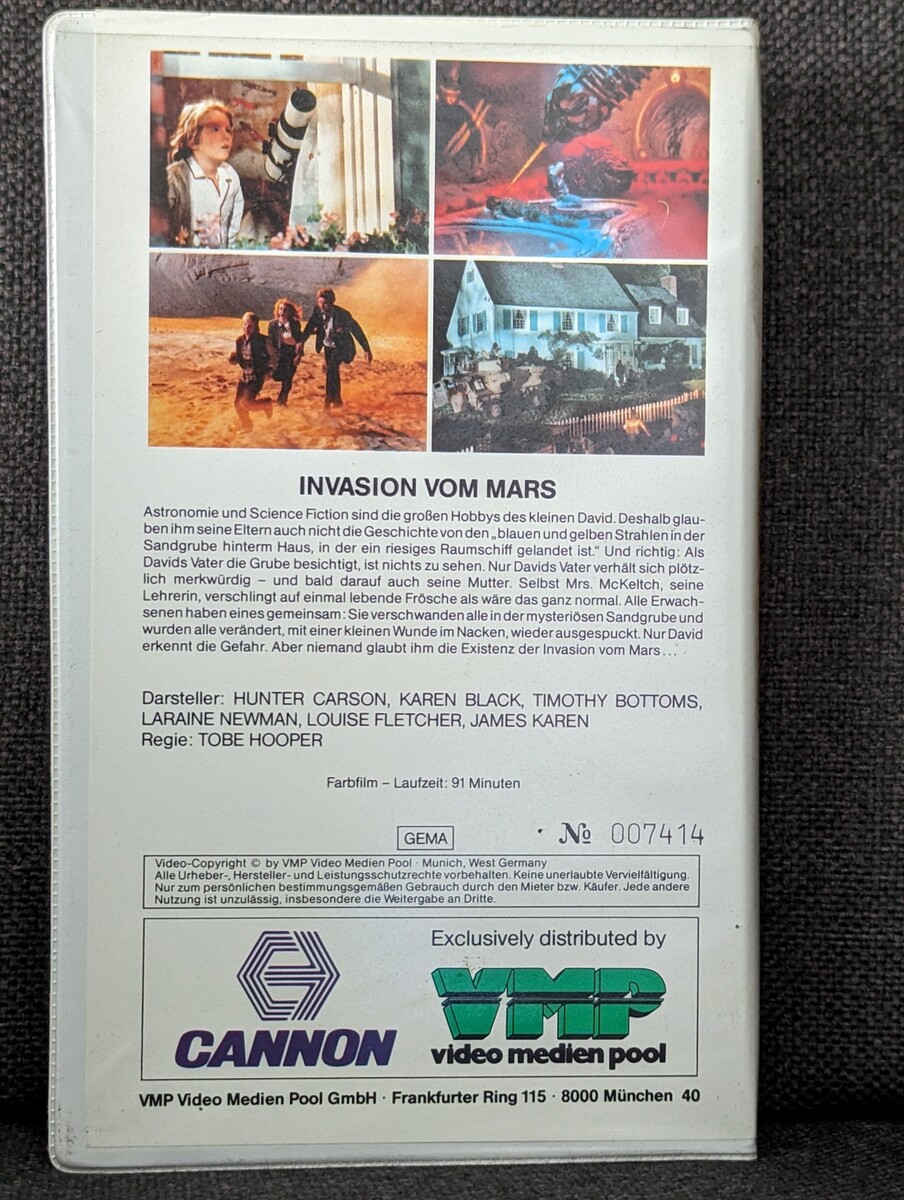 INVASION VOM MARS
Astronomie und Science Fiction sind die großen Hobbys des kleinen David. Deshalb glau-
ben ihm seine Eltern auch nicht die Geschichte von den „blauen und gelben Strahlen in der
Sandgrube hinterm Haus, in der ein riesiges Raumschiff gelandet ist.“ Und richtig: Als
Davids Vater die Grube besichtigt, ist nichts zu sehen. Nur Davids Vater verhält sich plötz-
lich merkwürdig – und bald darauf auch seine Mutter. Selbst Mrs. McKeltch, seine
Lehrerin, verschlingt auf einmal lebende Frösche als wäre das ganz normal. Alle Erwach-
senen haben eines gemeinsam: Sie verschwanden alle in der mysteriösen Sandgrube und
wurden alle verändert, mit einer kleinen Wunde im Nacken, wieder ausgespuckt. Nur David
erkennt die Gefahr. Aber niemand glaubt ihm die Existenz der Invasion vom Mars...
Darsteller: HUNTER CARSON, KAREN BLACK, TIMOTHY BOTTOMS,
LARAINE NEWMAN, LOUISE FLETCHER, JAMES KAREN
Regie: TOBE HOOPER
Farbfilm – Laufzeit: 91 Minuten
GEMA
№ 007414
Video-Copyright © by VMP Video Medien Pool · Munich, West Germany
Alle Urheber-, Hersteller- und Leistungsschutzrechte vorbehalten. Keine unerlaubte Vervielfältigung.
Nur zum persönlichen bestimmungsgemäßen Gebrauch durch den Mieter bzw. Käufer. Jede andere
Nutzung ist unzulässig, insbesondere die Weitergabe an Dritte.
CANNON
Exclusively distributed by
VMP
video medien pool
VMP Video Medien Pool GmbH · Frankfurter Ring 115 · 8000 München 40